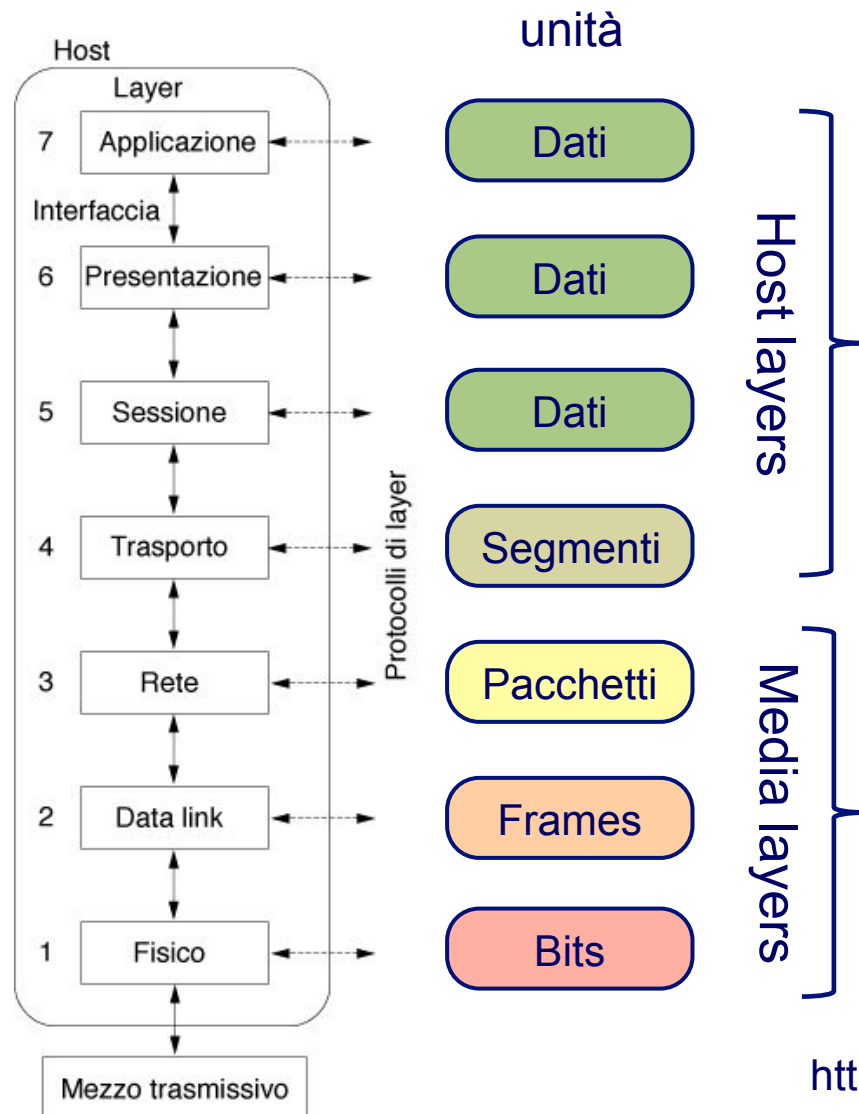 unità
Host
Layer
7 Applicazione Dati
Interfaccia
6 Presentazione Dati
5 Sessione Dati
4 Trasporto Segmenti
Host layers
Protocolli di layer
3 Rete Pacchetti
2 Data link Frames
1 Fisico Bits
Media layers
Mezzo trasmissivo
htt